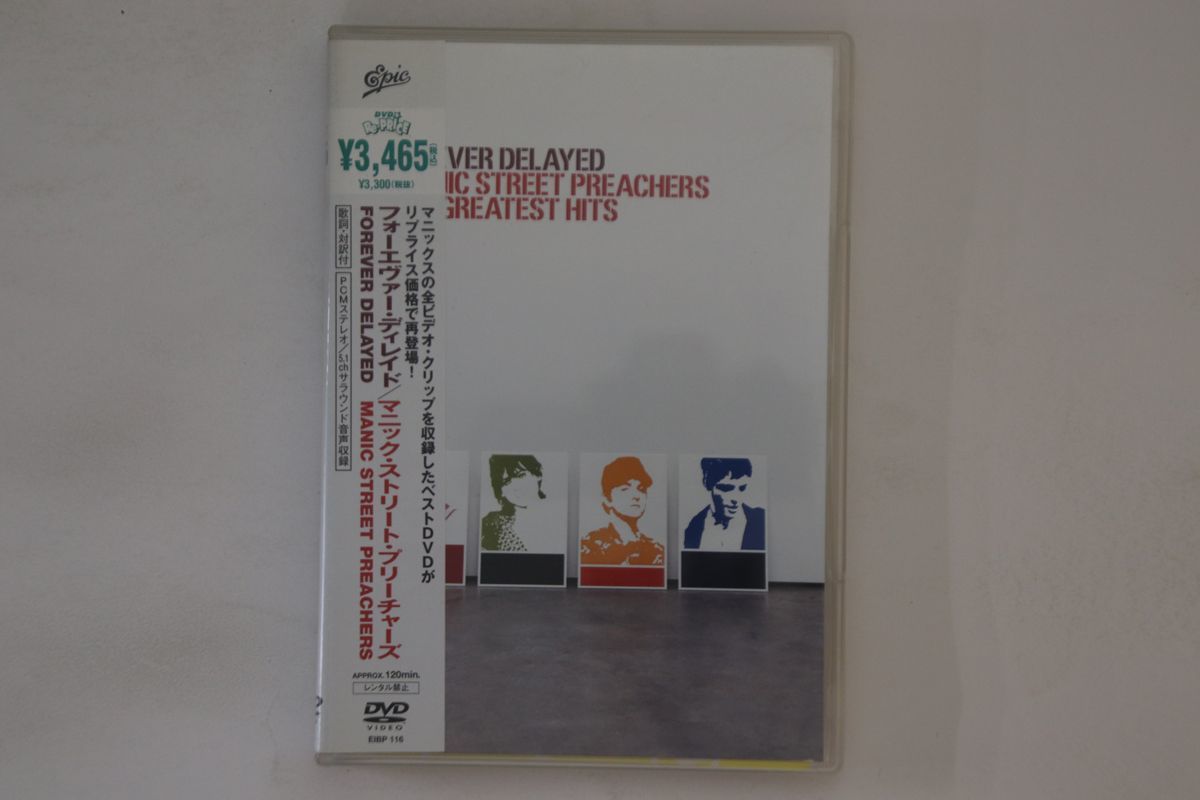 Epic
DVD is
Re-PRICE
¥3,465(税込)
¥3,300(税抜)
マニックスの全ビデオ・クリップを収録したベストDVDが
リプライス価格で再登場!
フォーエヴァー・ディレイド/マニック・ストリート・プリーチャーズ
FOREVER DELAYED MANIC STREET PREACHERS
歌詞・対訳付
PCMステレオ/5.1chサラウンド音声収録
APPROX. 120min.
レンタル禁止
DVD
VIDEO
EIBP 116
VER DELAYED
IC STREET PREACHERS
GREATEST HITS